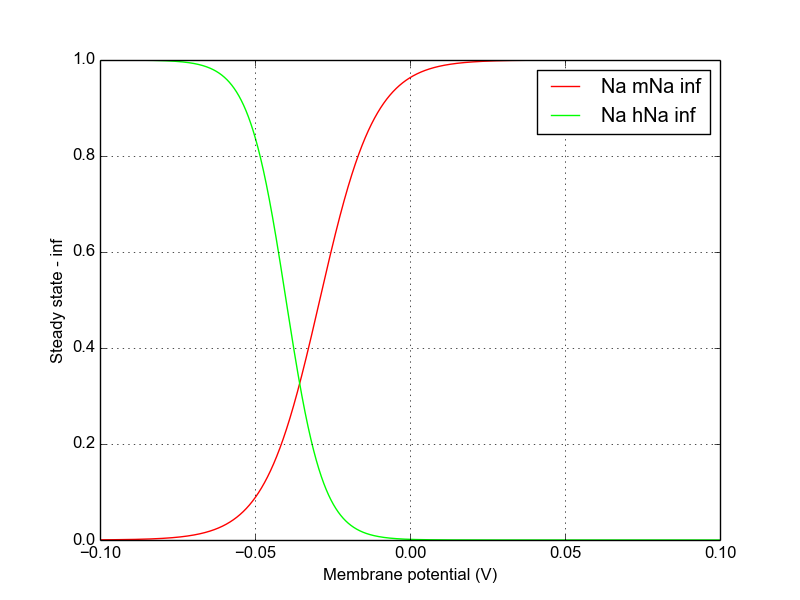 Na mNa inf
Na hNa inf
1.0
0.8
0.6
0.4
0.2
0.0
Steady state - inf
−0.10 −0.05 0.00 0.05 0.10
Membrane potential (V)